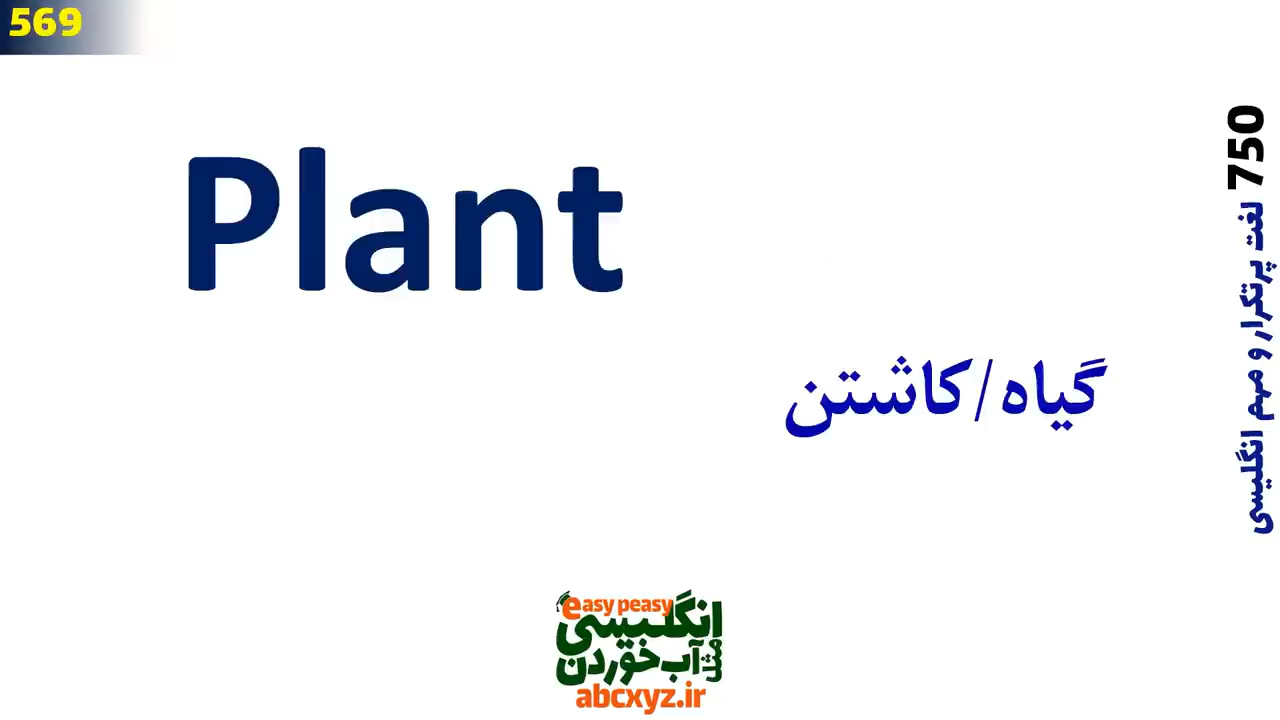 569
Plant
گیاه/کاشتن
750 لغت پرتکرار و مهم انگلیسی
easy peasy
انگلیسی
مثل آب خوردن
abcxyz.ir